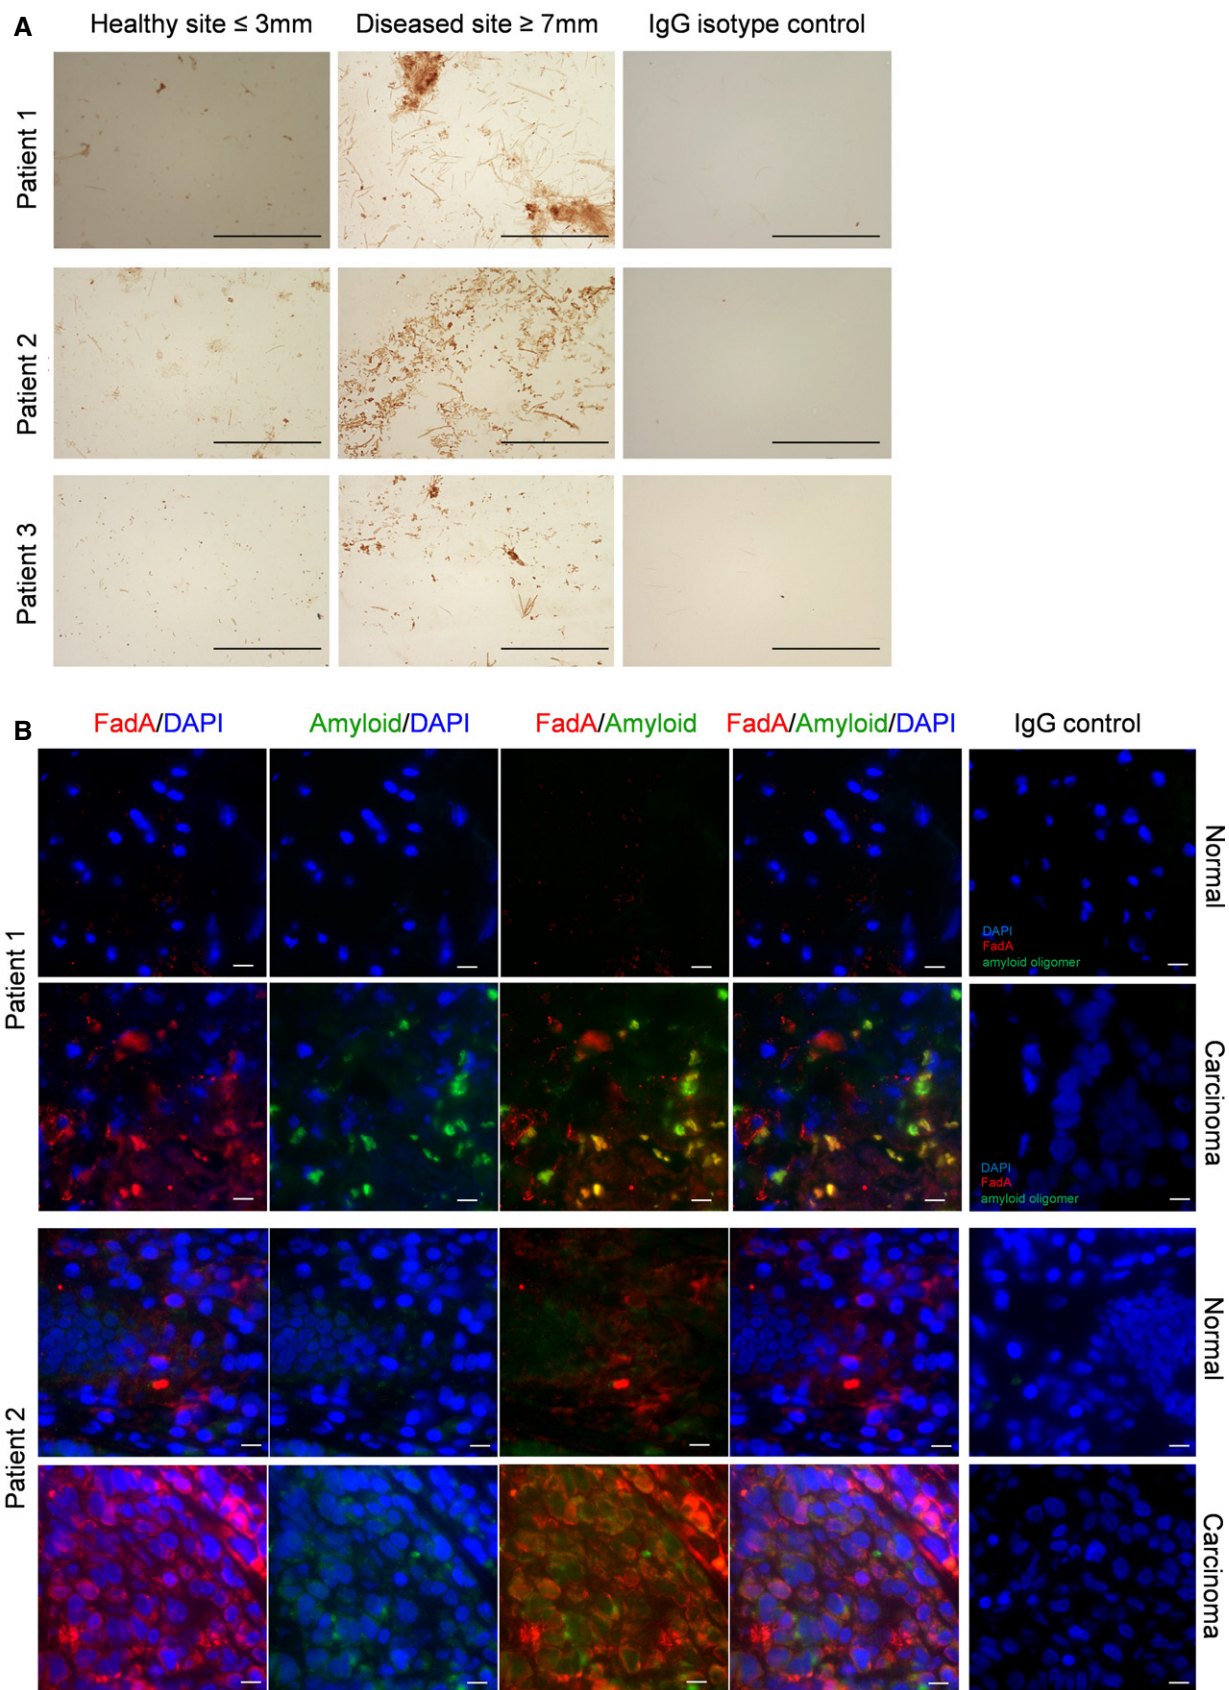 A
Healthy site ≤ 3mm
Diseased site ≥ 7mm
IgG isotype control
Patient 1
Patient 2
Patient 3
B
FadA/DAPI
Amyloid/DAPI
FadA/Amyloid
FadA/Amyloid/DAPI
IgG control
Patient 1
Normal
DAPI
FadA
amyloid oligomer
Carcinoma
DAPI
FadA
amyloid oligomer
Patient 2
Normal
Carcinoma